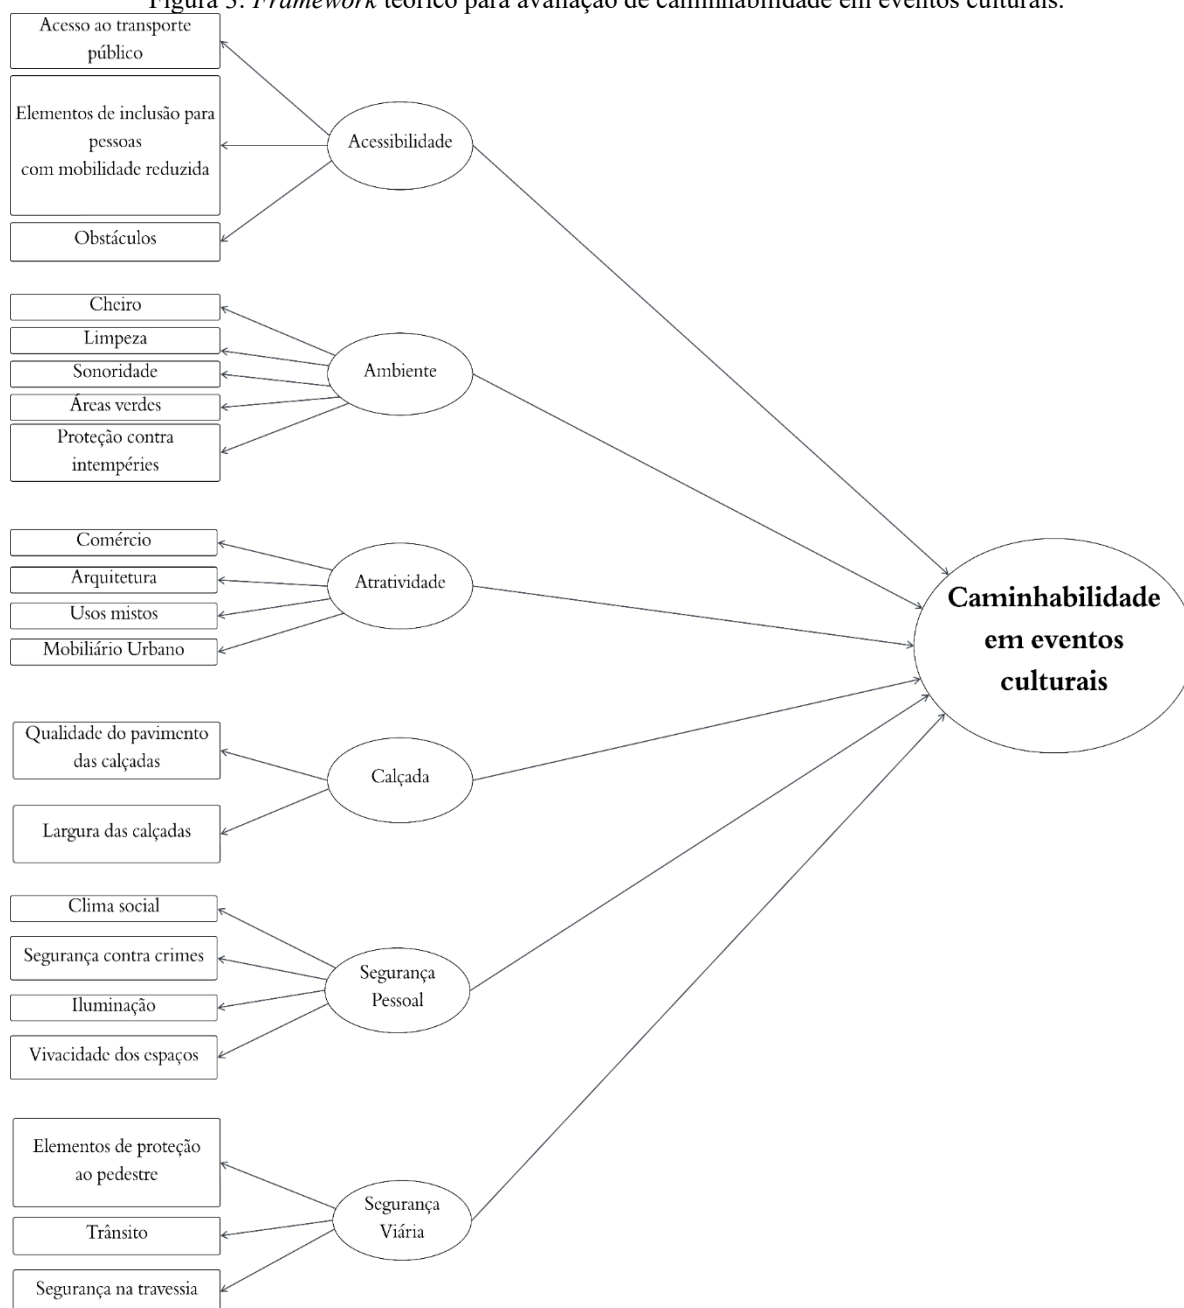 Figura 3. Framework teórico para avaliação de caminhabilidade em eventos culturais.
Acesso ao transporte
público
Elementos de inclusão para
pessoas
com mobilidade reduzida
Obstáculos
Acessibilidade
Cheiro
Limpeza
Sonoridade
Áreas verdes
Proteção contra
intempéries
Ambiente
Comércio
Arquitetura
Usos mistos
Mobiliário Urbano
Atratividade
Caminhabilidade
em eventos
culturais
Qualidade do pavimento
das calçadas
Largura das calçadas
Calçada
Clima social
Segurança contra crimes
Iluminação
Vivacidade dos espaços
Segurança
Pessoal
Elementos de proteção
ao pedestre
Trânsito
Segurança na travessia
Segurança
Viária